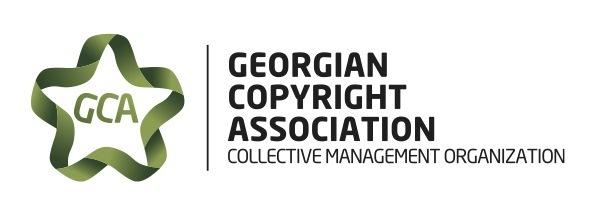 GCA
GEORGIAN
COPYRIGHT
ASSOCIATION
COLLECTIVE MANAGEMENT ORGANIZATION